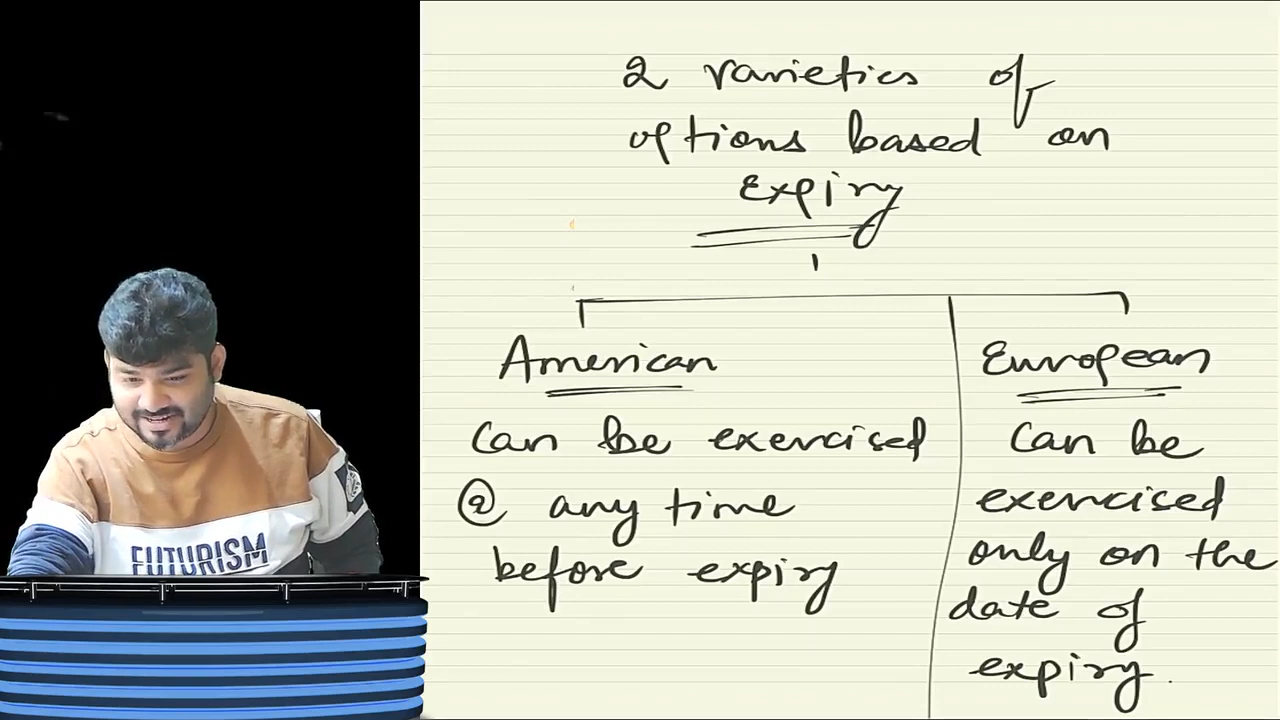 2 varieties of
options based on
Expiry
American
can be exercised
@ any time
before expiry
European
can be
exercised
only on the
date of
expiry.
FUTURISM